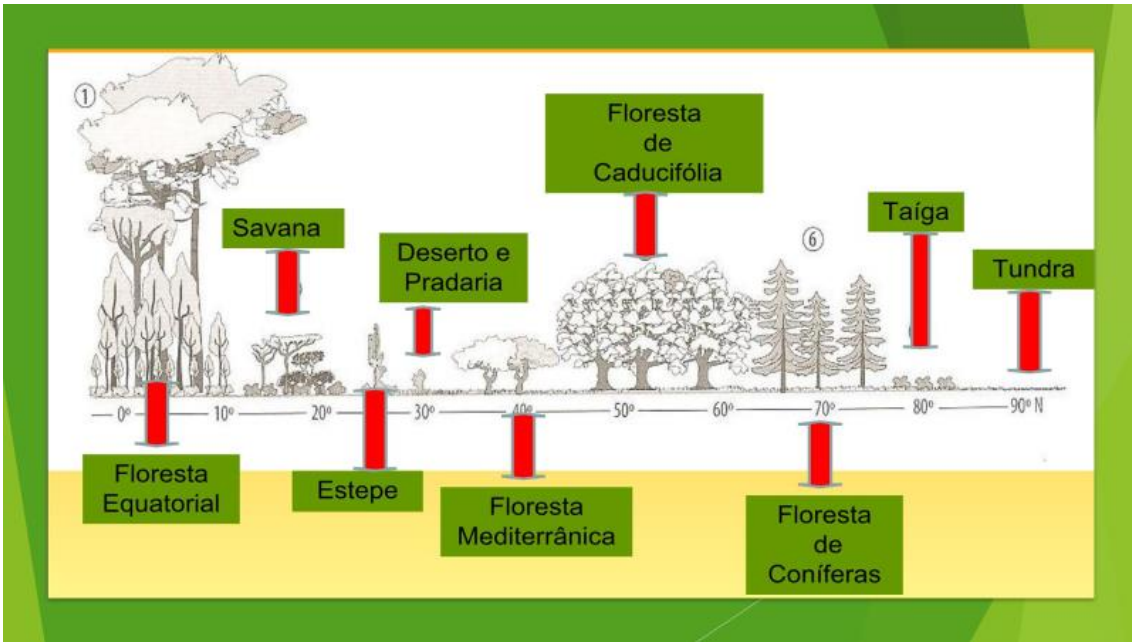 ①
Floresta
de
Caducifólia
Savana
Deserto e
Pradaria
⑥
Taíga
Tundra
0º 10º 20º 30º 40º 50º 60º 70º 80º 90º N
Floresta
Equatorial
Estepe
Floresta
Mediterrânica
Floresta
de
Coníferas